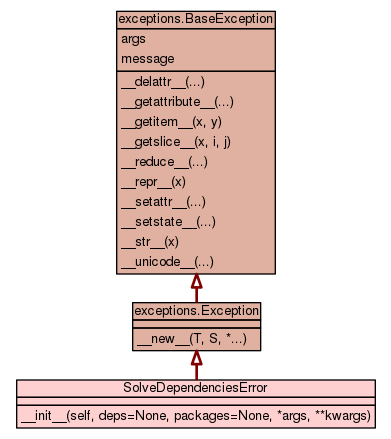 exceptions.BaseException
args
message
__delattr__(...)
__getattribute__(...)
__getitem__(x, y)
__getslice__(x, i, j)
__reduce__(...)
__repr__(x)
__setattr__(...)
__setstate__(...)
__str__(x)
__unicode__(...)
exceptions.Exception
__new__(T, S, *...)
SolveDependenciesError
__init__(self, deps=None, packages=None, *args, **kwargs)